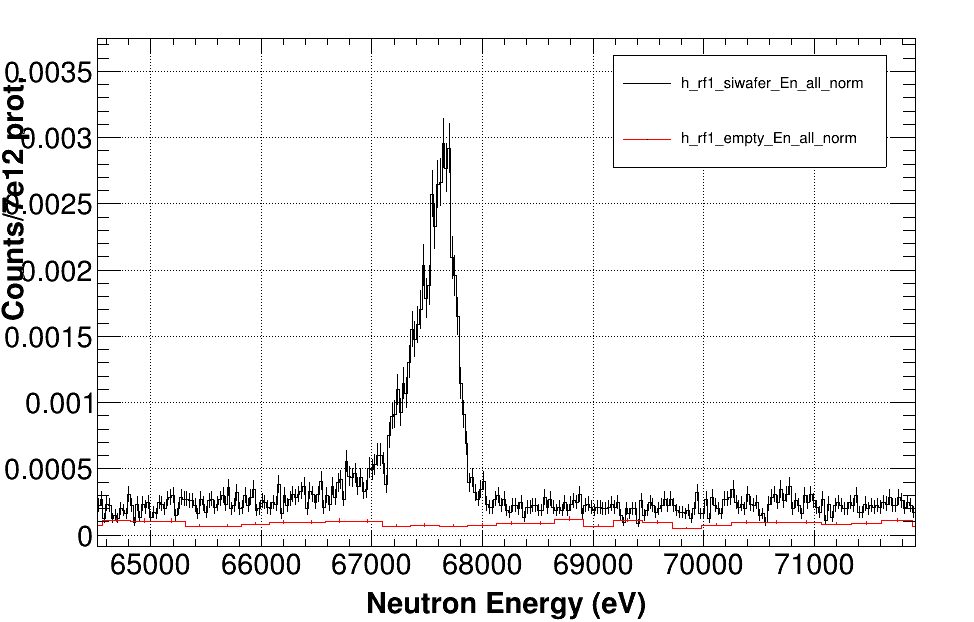 0.0035
0.003
0.0025
0.002
0.0015
0.001
0.0005
0
Counts/7e12 prot.
h_rf1_siwafer_En_all_norm
h_rf1_empty_En_all_norm
65000 66000 67000 68000 69000 70000 71000
Neutron Energy (eV)